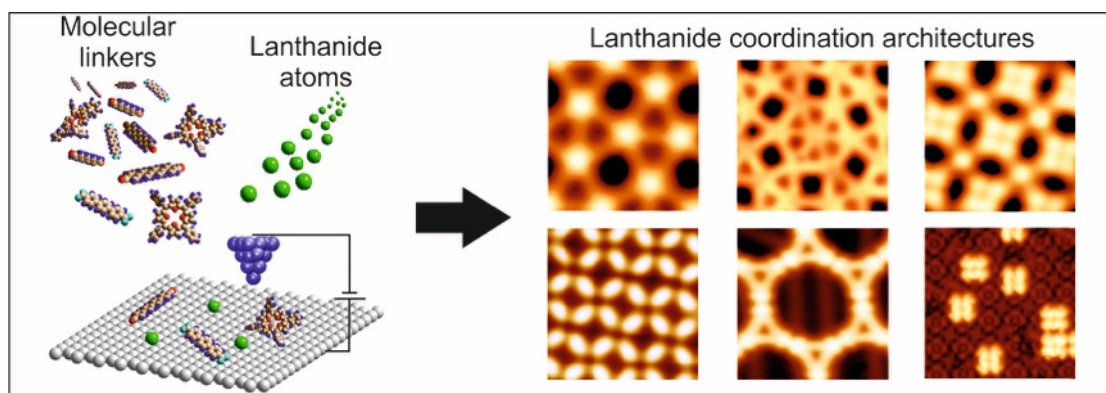 Molecular
linkers
Lanthanide
atoms
Lanthanide coordination architectures